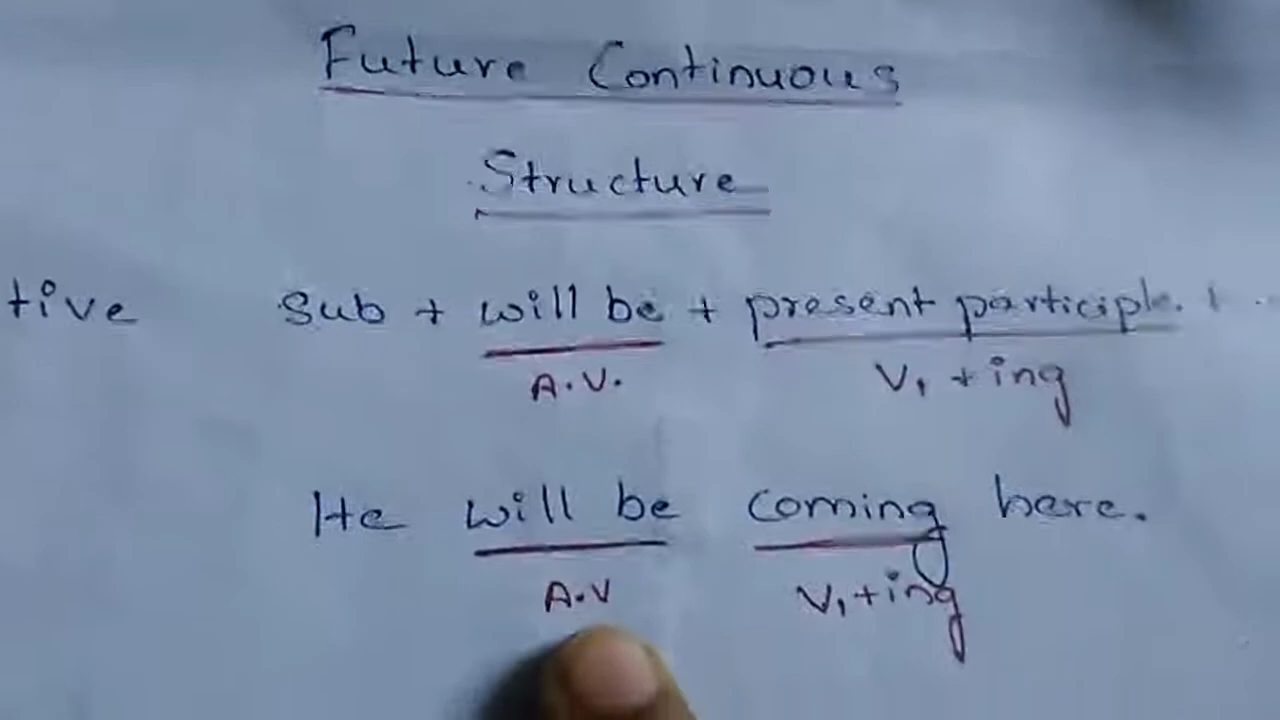 Future Continuous
Structure
tive Sub + will be + present participle. +
A.V. V₁ + ing
He will be coming here.
A.V V₁+ing